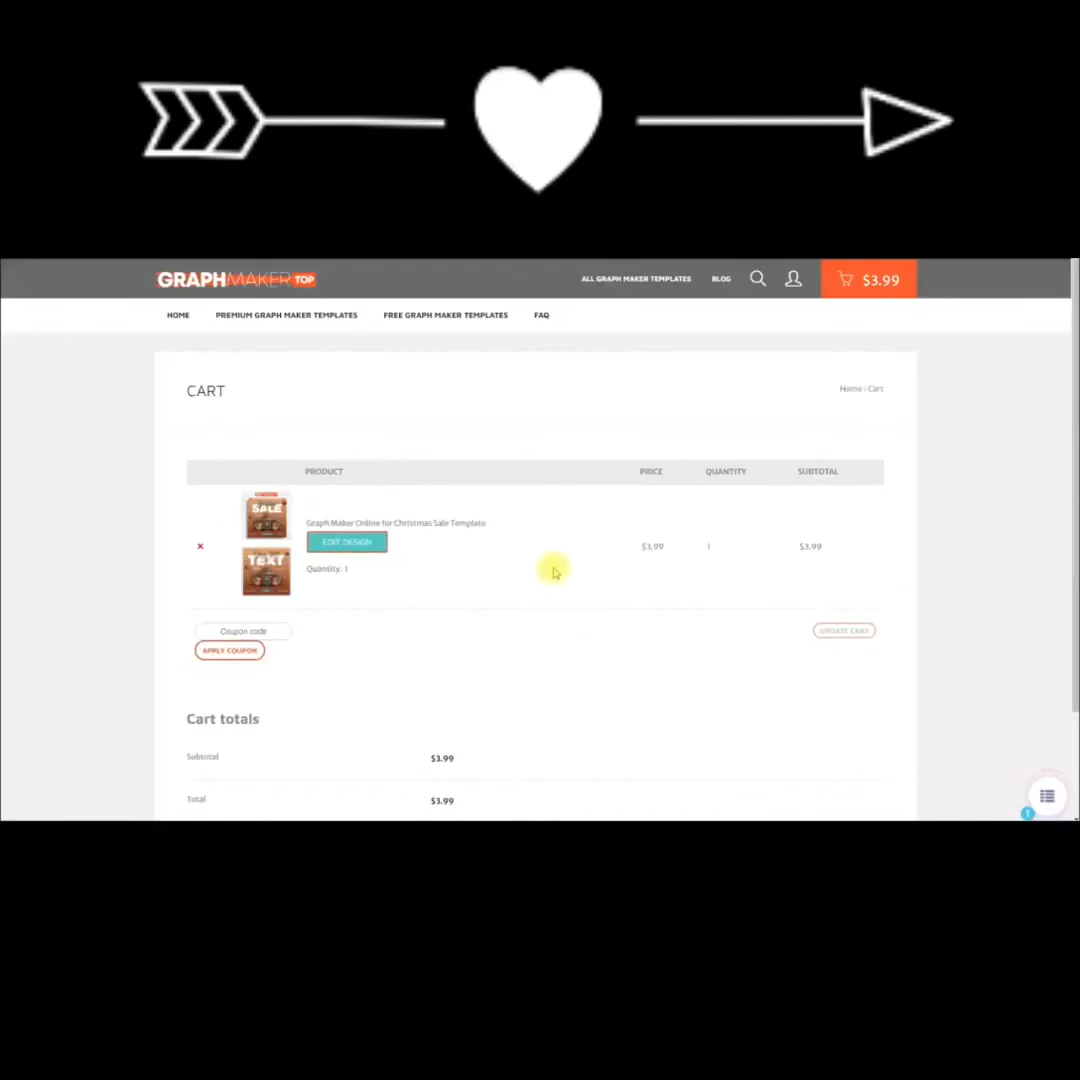 GRAPHMAKER TOP
ALL GRAPH MAKER TEMPLATES BLOG $3.99
HOME PREMIUM GRAPH MAKER TEMPLATES FREE GRAPH MAKER TEMPLATES FAQ
CART
Home › Cart
PRODUCT PRICE QUANTITY SUBTOTAL
SALE
Graph Maker Online for Christmas Sale Template
EDIT DESIGN
× $3.99 1 $3.99
TEXT
Quantity: 1
Coupon code
UPDATE CART
APPLY COUPON
Cart totals
Subtotal $3.99
Total $3.99
1